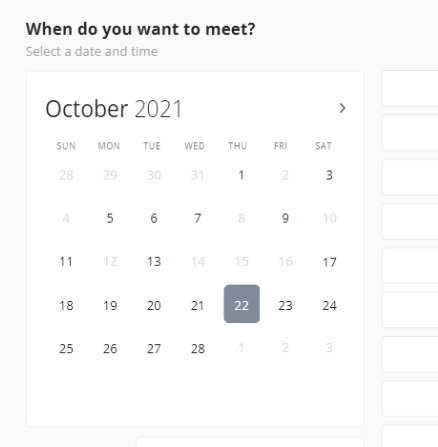 When do you want to meet?
Select a date and time
October 2021 >
SUN MON TUE WED THU FRI SAT
28 29 30 31 1 2 3
4 5 6 7 8 9 10
11 12 13 14 15 16 17
18 19 20 21 22 23 24
25 26 27 28 1 2 3